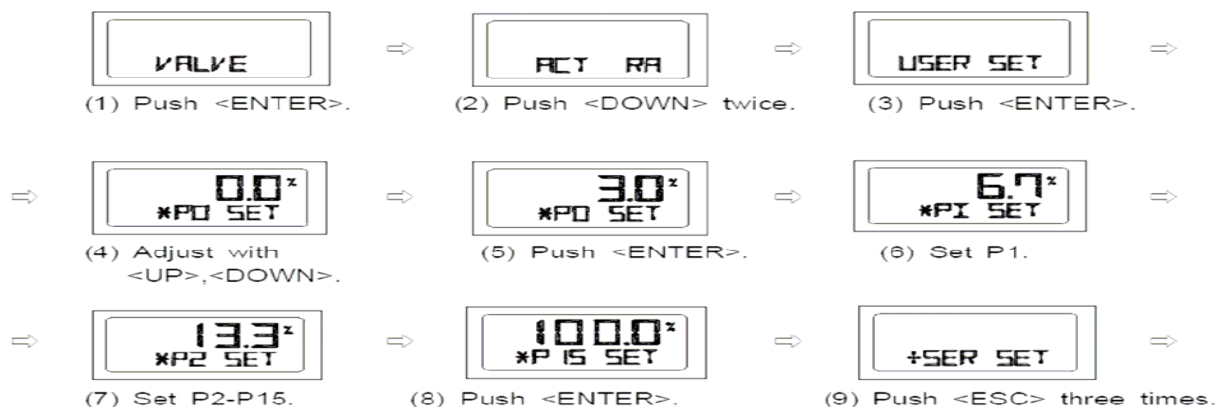 VALVE
(1) Push <ENTER>.
ACT RA
(2) Push <DOWN> twice.
USER SET
(3) Push <ENTER>.
0.0%
*P0 SET
(4) Adjust with
<UP>,<DOWN>.
3.0%
*P0 SET
(5) Push <ENTER>.
6.7%
*P1 SET
(6) Set P1.
13.3%
*P2 SET
(7) Set P2-P15.
100.0%
*P15 SET
(8) Push <ENTER>.
÷SER SET
(9) Push <ESC> three times.